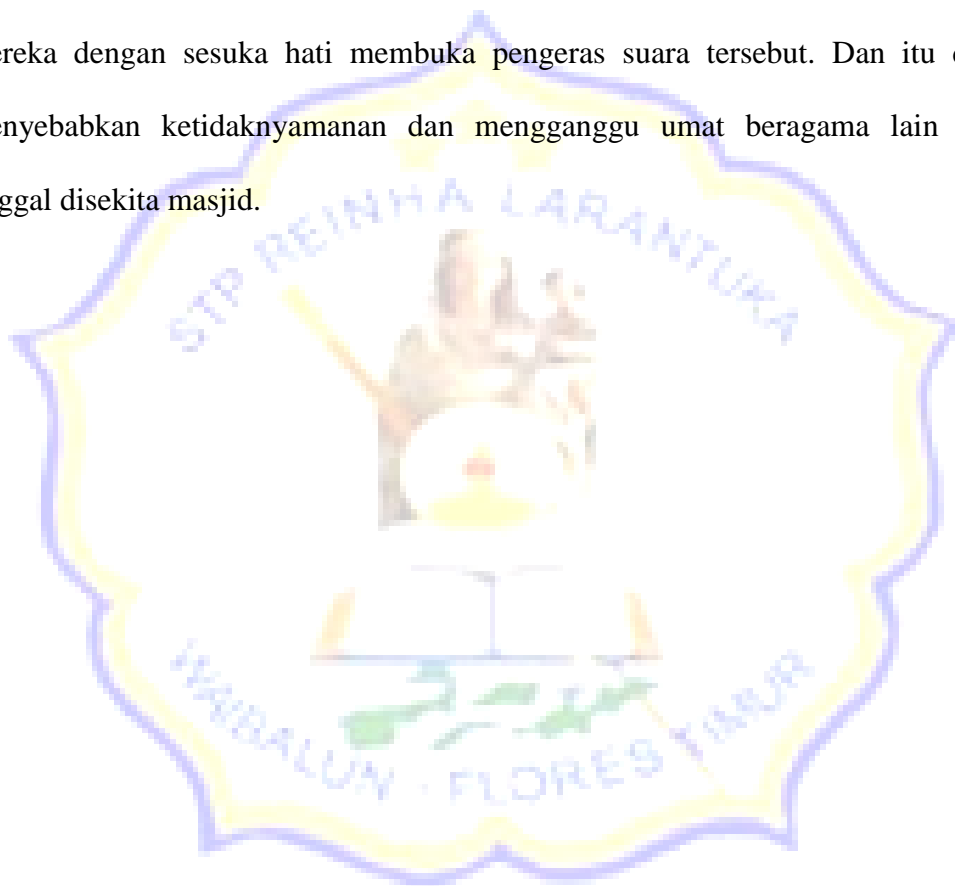 ereka dengan sesuka hati membuka pengeras suara tersebut. Dan itu
enyebabkan ketidaknyamanan dan mengganggu umat beragama lain
ggal disekita masjid.
STP REINHA LARANTUKA
WAIBALUN - FLORES TIMUR